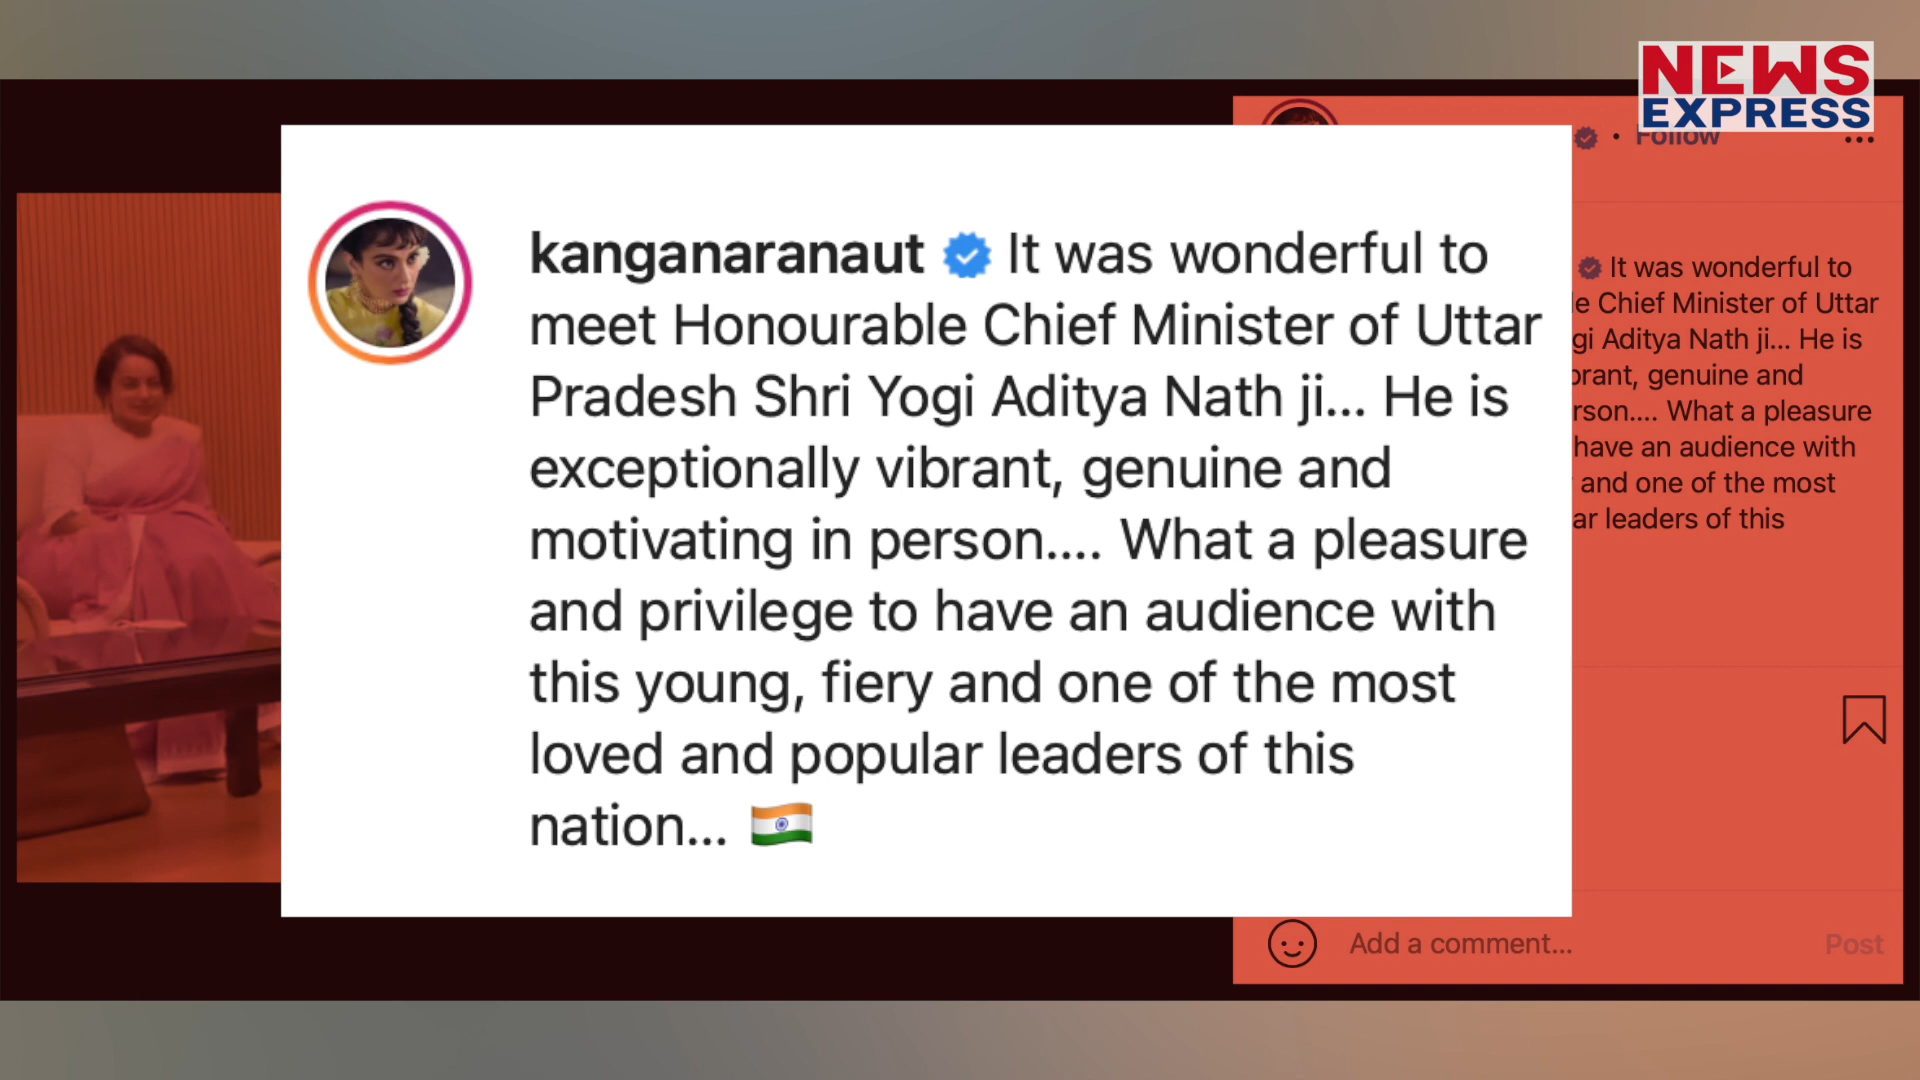 NEWS
EXPRESS
• Follow
kanganaranaut It was wonderful to
meet Honourable Chief Minister of Uttar
Pradesh Shri Yogi Aditya Nath ji... He is
exceptionally vibrant, genuine and
motivating in person.... What a pleasure
and privilege to have an audience with
this young, fiery and one of the most
loved and popular leaders of this
nation... 🇮🇳
It was wonderful to
Chief Minister of Uttar
Aditya Nath ji... He is
genuine and
What a pleasure
have an audience with
and one of the most
leaders of this
Add a comment...
Post